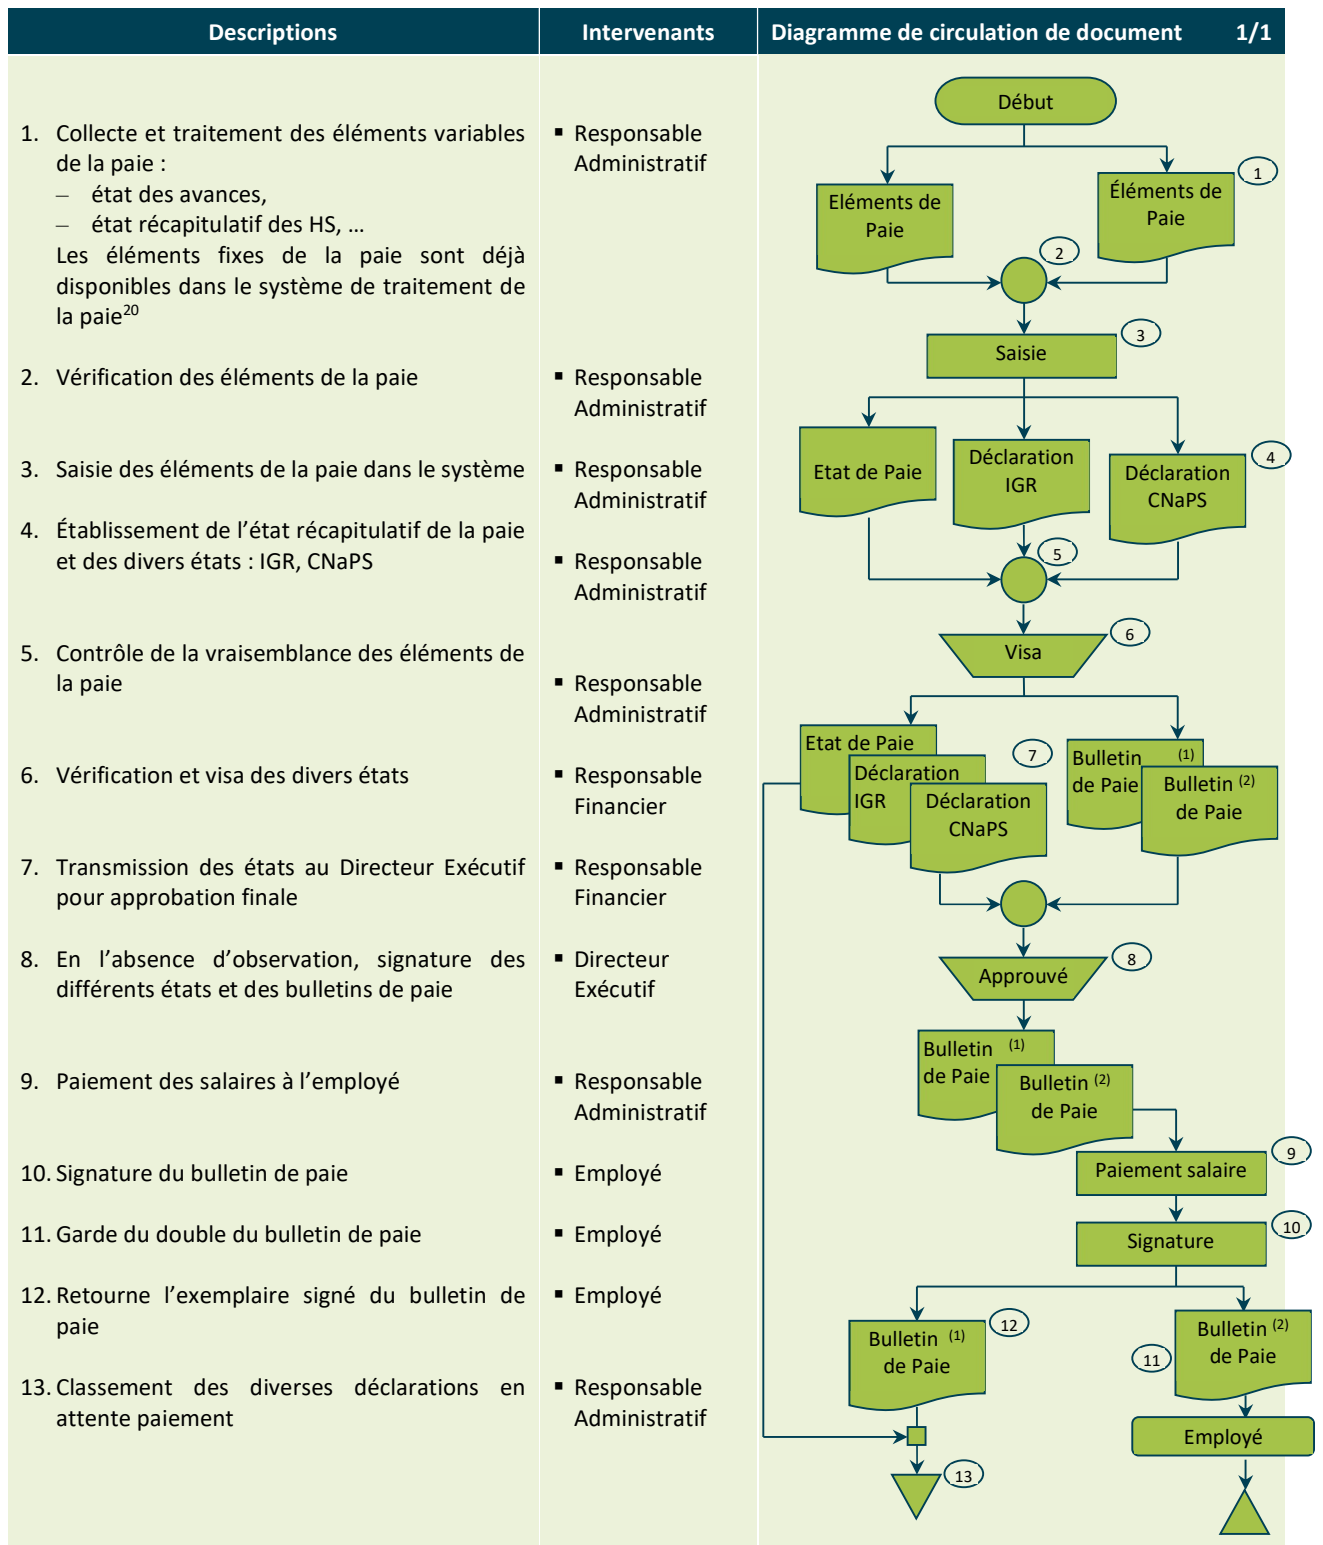 Descriptions
Intervenants
Diagramme de circulation de document 1/1
1. Collecte et traitement des éléments variables
de la paie :
– état des avances,
– état récapitulatif des HS, …
Les éléments fixes de la paie sont déjà
disponibles dans le système de traitement de
la paie20
2. Vérification des éléments de la paie
3. Saisie des éléments de la paie dans le système
4. Établissement de l’état récapitulatif de la paie
et des divers états : IGR, CNaPS
5. Contrôle de la vraisemblance des éléments de
la paie
6. Vérification et visa des divers états
7. Transmission des états au Directeur Exécutif
pour approbation finale
8. En l’absence d’observation, signature des
différents états et des bulletins de paie
9. Paiement des salaires à l’employé
10. Signature du bulletin de paie
11. Garde du double du bulletin de paie
12. Retourne l’exemplaire signé du bulletin de
paie
13. Classement des diverses déclarations en
attente paiement
▪ Responsable
Administratif
▪ Responsable
Administratif
▪ Responsable
Administratif
▪ Responsable
Administratif
▪ Responsable
Administratif
▪ Responsable
Financier
▪ Responsable
Financier
▪ Directeur
Exécutif
▪ Responsable
Administratif
▪ Employé
▪ Employé
▪ Employé
▪ Responsable
Administratif
Début
1
Eléments de
Paie
Éléments de
Paie
2
3
Saisie
4
Etat de Paie
Déclaration
IGR
Déclaration
CNaPS
5
6
Visa
7
Etat de Paie
Déclaration
IGR
Déclaration
CNaPS
Bulletin (1)
de Paie
Bulletin (2)
de Paie
8
Approuvé
Bulletin (1)
de Paie
Bulletin (2)
de Paie
9
Paiement salaire
10
Signature
12
Bulletin (1)
de Paie
11
Bulletin (2)
de Paie
Employé
13